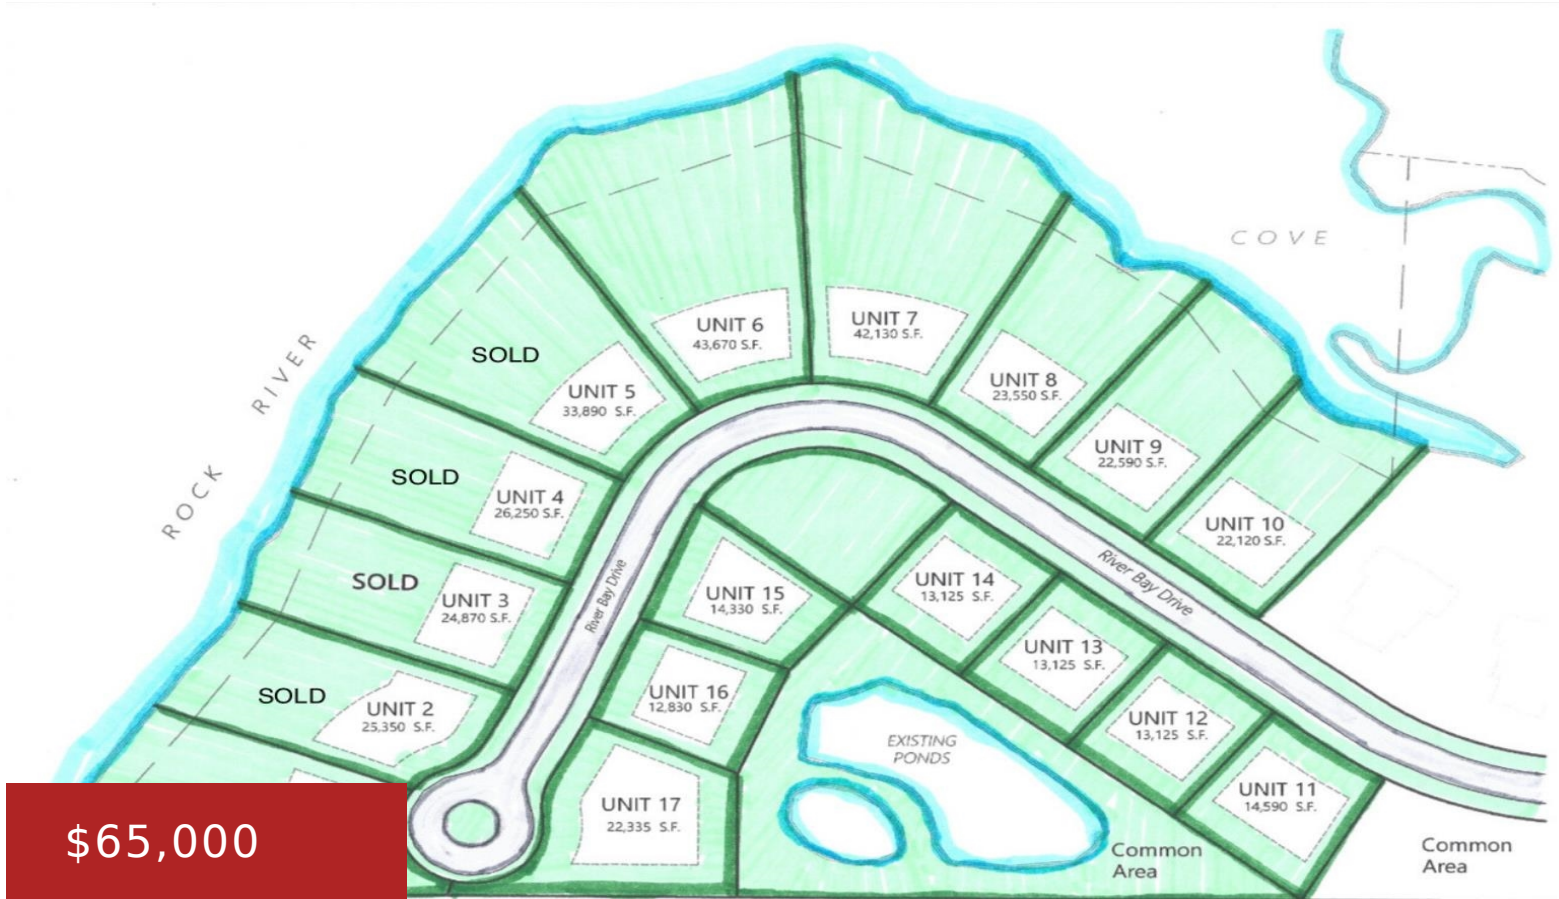 COVE
ROCK RIVER
UNIT 6
43,670 S.F.
UNIT 7
42,130 S.F.
SOLD
UNIT 5
33,890 S.F.
UNIT 8
23,550 S.F.
UNIT 9
22,590 S.F.
SOLD
UNIT 4
26,250 S.F.
UNIT 10
22,120 S.F.
SOLD
UNIT 3
24,870 S.F.
River Bay Drive
River Bay Drive
UNIT 15
14,330 S.F.
UNIT 14
13,125 S.F.
UNIT 13
13,125 S.F.
SOLD
UNIT 2
25,350 S.F.
UNIT 16
12,830 S.F.
UNIT 12
13,125 S.F.
EXISTING
PONDS
UNIT 17
22,335 S.F.
UNIT 11
14,590 S.F.
$65,000
Common
Area
Common
Area